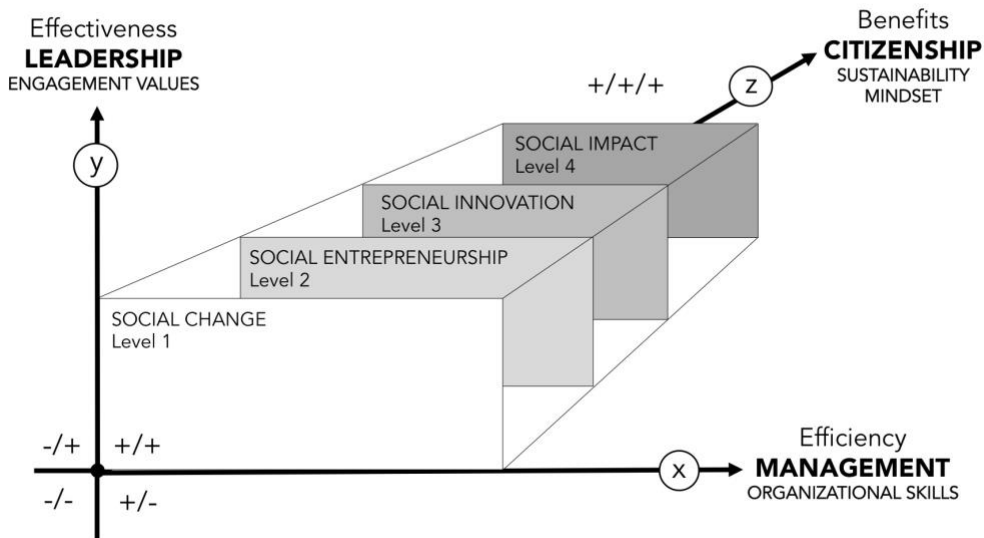 Effectiveness
LEADERSHIP
ENGAGEMENT VALUES
y
Benefits
CITIZENSHIP
SUSTAINABILITY
MINDSET
z
+/+/+
SOCIAL IMPACT
Level 4
SOCIAL INNOVATION
Level 3
SOCIAL ENTREPRENEURSHIP
Level 2
SOCIAL CHANGE
Level 1
-/+ +/+
-/- +/-
x
Efficiency
MANAGEMENT
ORGANIZATIONAL SKILLS